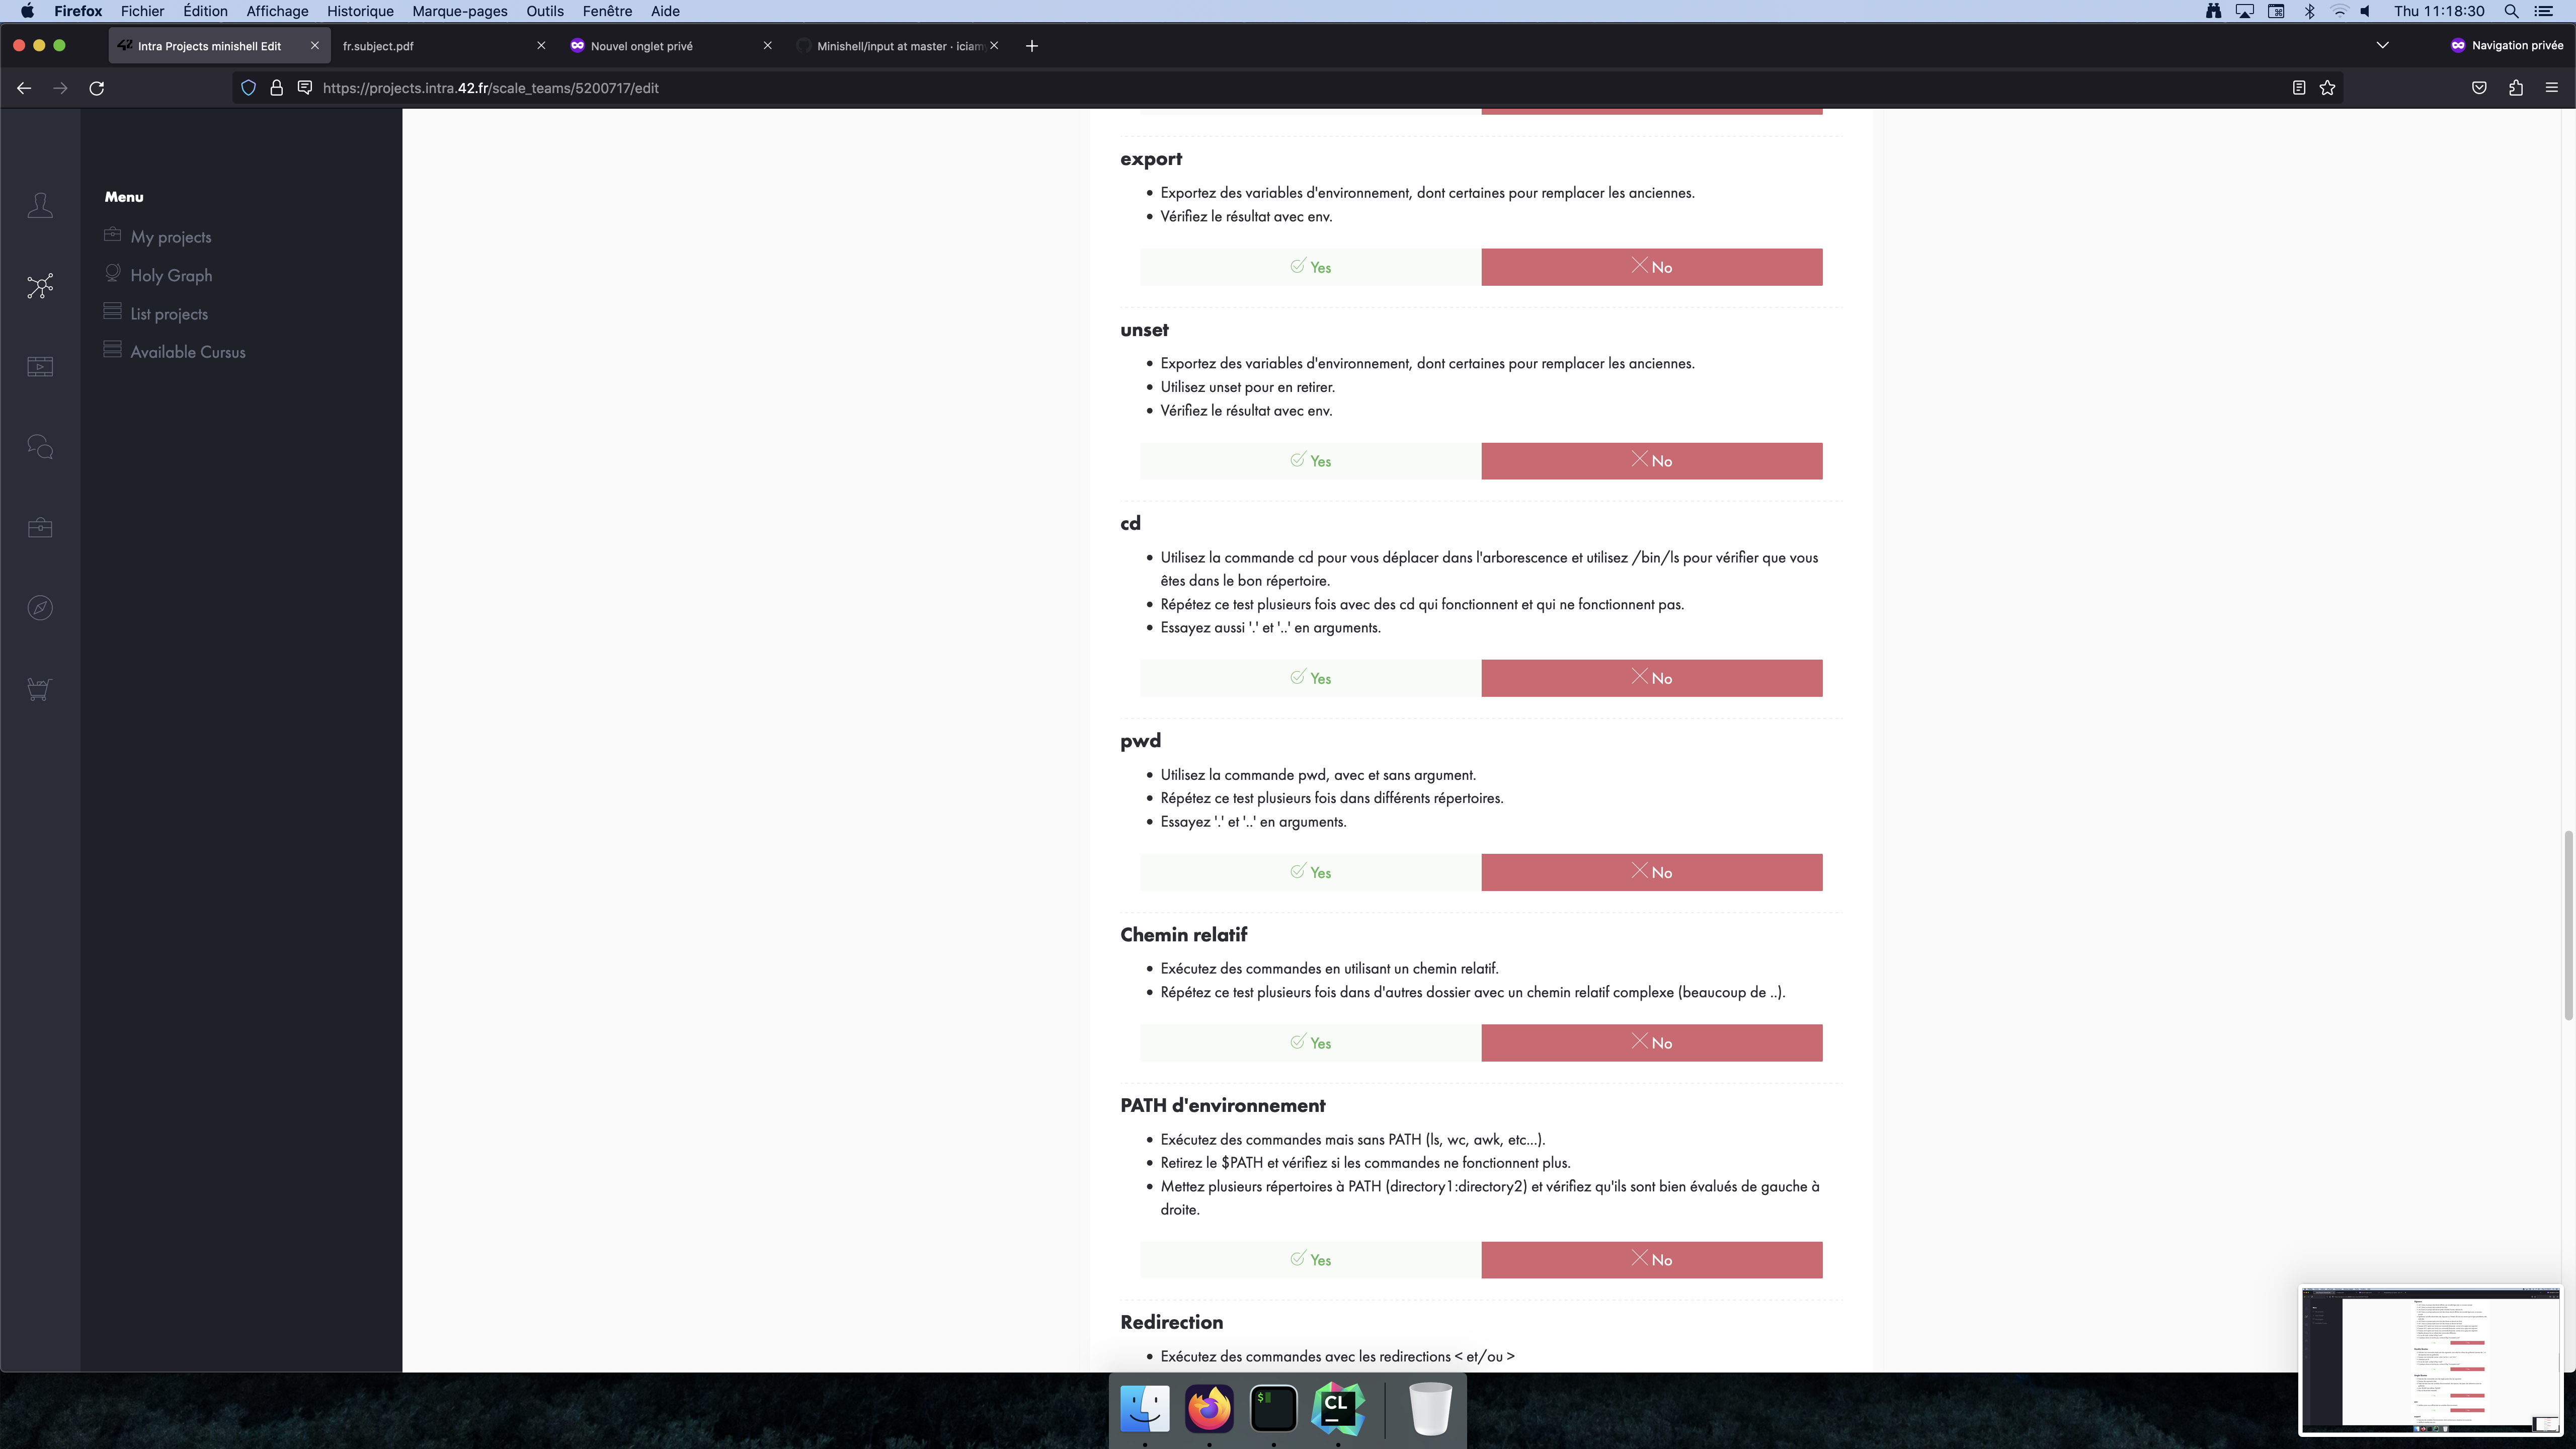 Firefox Fichier Édition Affichage Historique Marque-pages Outils Fenêtre Aide Thu 11:18:30
42 Intra Projects minishell Edit fr.subject.pdf Nouvel onglet privé Minishell/input at master · iciam Navigation privée
https://projects.intra.42.fr/scale_teams/5200717/edit
Menu
My projects
Holy Graph
List projects
Available Cursus
export
• Exportez des variables d'environnement, dont certaines pour remplacer les anciennes.
• Vérifiez le résultat avec env.
Yes No
unset
• Exportez des variables d'environnement, dont certaines pour remplacer les anciennes.
• Utilisez unset pour en retirer.
• Vérifiez le résultat avec env.
Yes No
cd
• Utilisez la commande cd pour vous déplacer dans l'arborescence et utilisez /bin/ls pour vérifier que vous
êtes dans le bon répertoire.
• Répétez ce test plusieurs fois avec des cd qui fonctionnent et qui ne fonctionnent pas.
• Essayez aussi '.' et '..' en arguments.
Yes No
pwd
• Utilisez la commande pwd, avec et sans argument.
• Répétez ce test plusieurs fois dans différents répertoires.
• Essayez '.' et '..' en arguments.
Yes No
Chemin relatif
• Exécutez des commandes en utilisant un chemin relatif.
• Répétez ce test plusieurs fois dans d'autres dossier avec un chemin relatif complexe (beaucoup de ..).
Yes No
PATH d'environnement
• Exécutez des commandes mais sans PATH (ls, wc, awk, etc...).
• Retirez le $PATH et vérifiez si les commandes ne fonctionnent plus.
• Mettez plusieurs répertoires à PATH (directory1:directory2) et vérifiez qu'ils sont bien évalués de gauche à
droite.
Yes No
Redirection
• Exécutez des commandes avec les redirections < et/ou >
$
CL